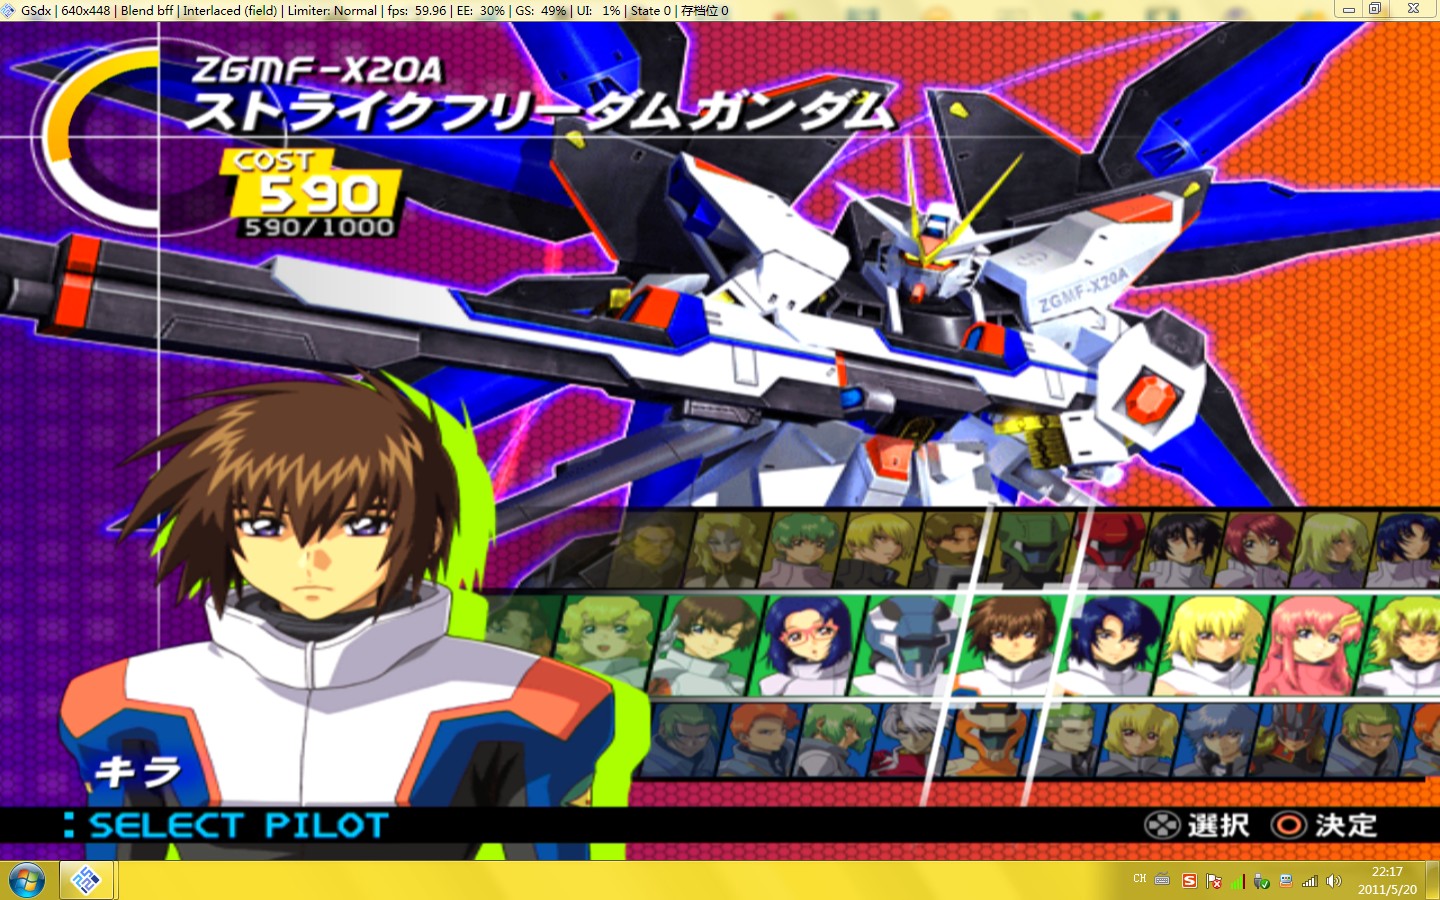 GSdx | 640x448 | Blend bff | Interlaced (field) | Limiter: Normal | fps: 59.96 | EE: 30% | GS: 49% | UI: 1% | State 0 | 存档位 0
ZGMF-X20A
ストライクフリーダムガンダム
COST
590
590/1000
ZGMF-X20A
キラ
: SELECT PILOT
選択 決定
CH
22:17
2011/5/20